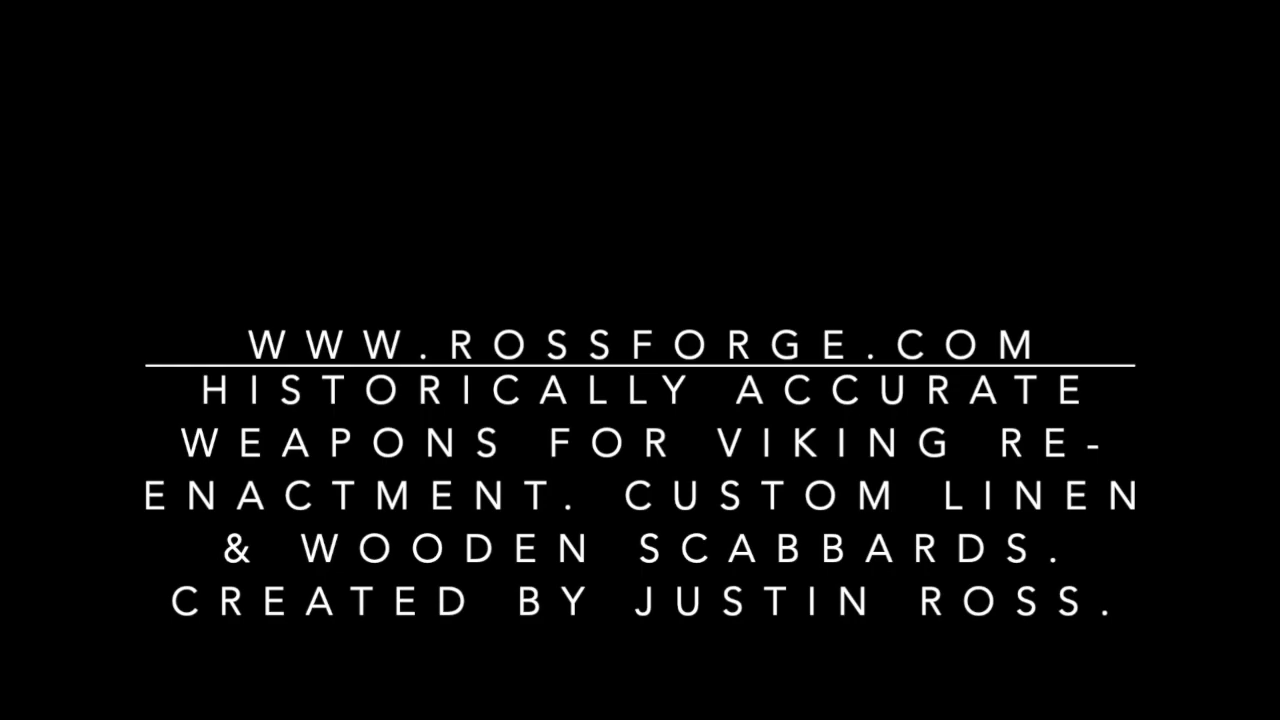 WWW.ROSSFORGE.COM
HISTORICALLY ACCURATE
WEAPONS FOR VIKING RE-
ENACTMENT. CUSTOM LINEN
& WOODEN SCABBARDS.
CREATED BY JUSTIN ROSS.